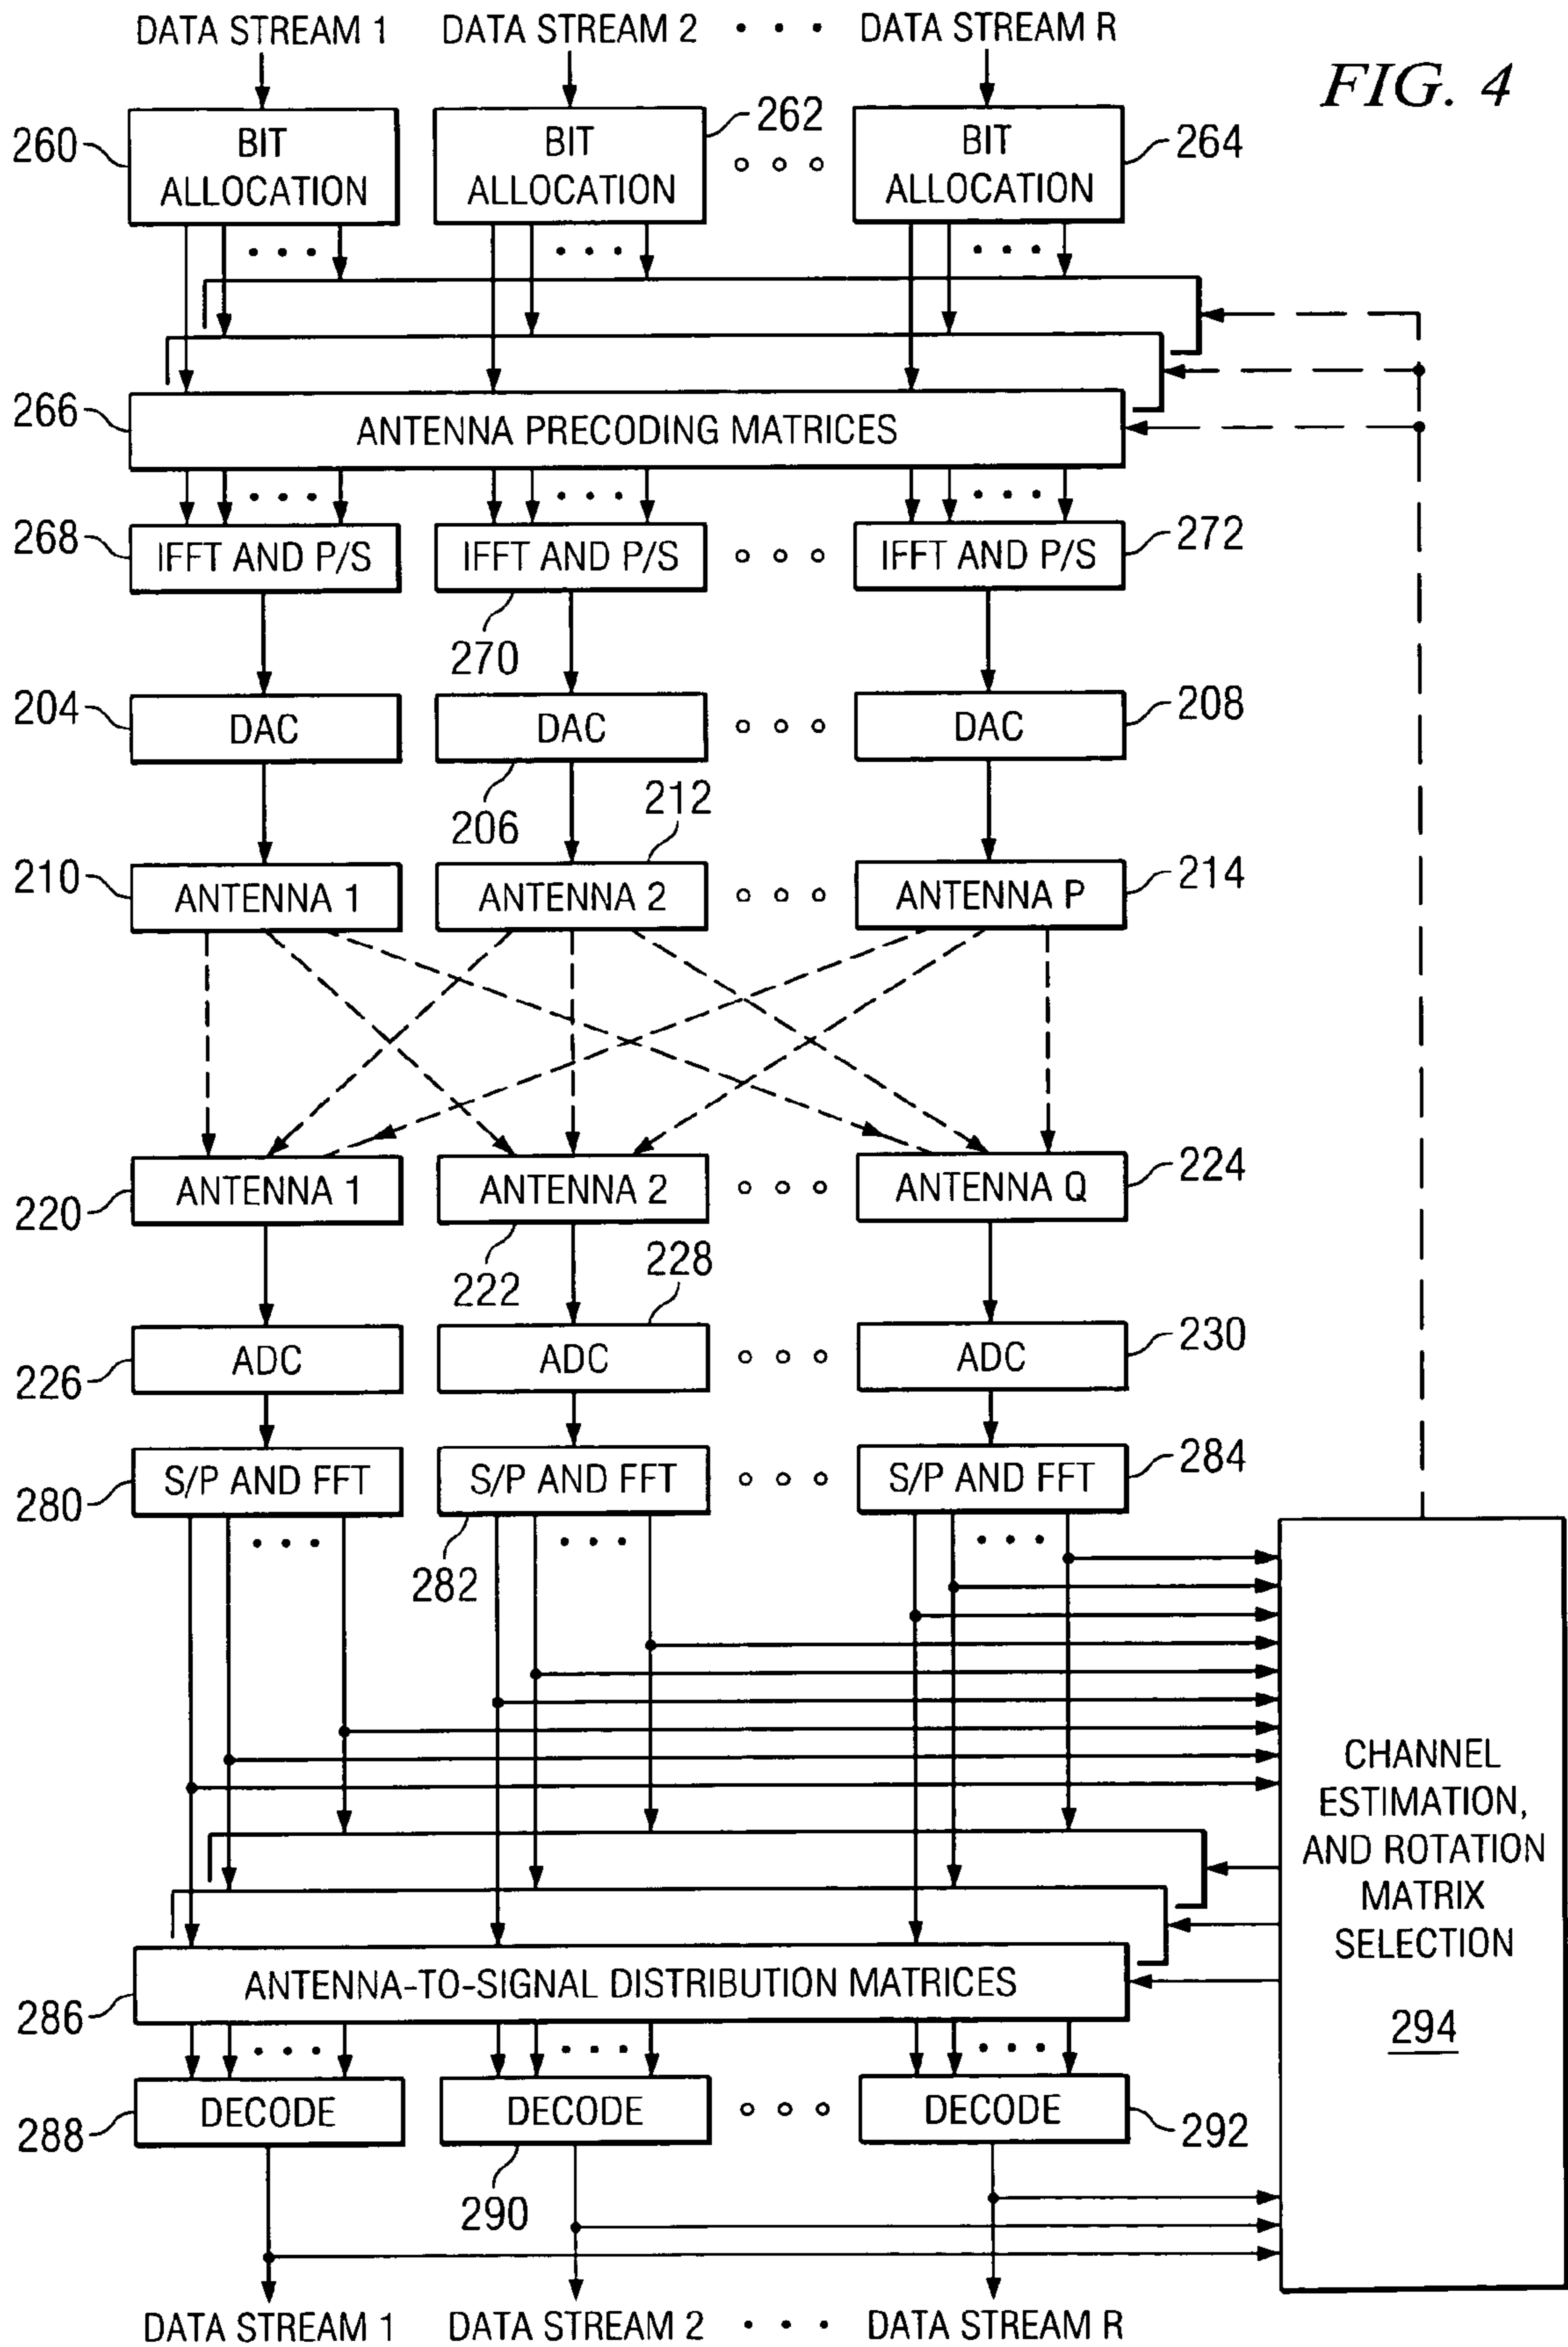 DATA STREAM 1 DATA STREAM 2 • • • DATA STREAM R
FIG. 4
260 BIT ALLOCATION
BIT ALLOCATION 262
BIT ALLOCATION 264
266 ANTENNA PRECODING MATRICES
268 IFFT AND P/S
IFFT AND P/S 270
IFFT AND P/S 272
204 DAC
DAC 206
DAC 208
210 ANTENNA 1
ANTENNA 2 212
ANTENNA P 214
220 ANTENNA 1
ANTENNA 2 222
ANTENNA Q 224
226 ADC
ADC 228
ADC 230
280 S/P AND FFT
S/P AND FFT 282
S/P AND FFT 284
CHANNEL
ESTIMATION,
AND ROTATION
MATRIX
SELECTION
294
286 ANTENNA-TO-SIGNAL DISTRIBUTION MATRICES
288 DECODE
DECODE 290
DECODE 292
DATA STREAM 1 DATA STREAM 2 • • • DATA STREAM R